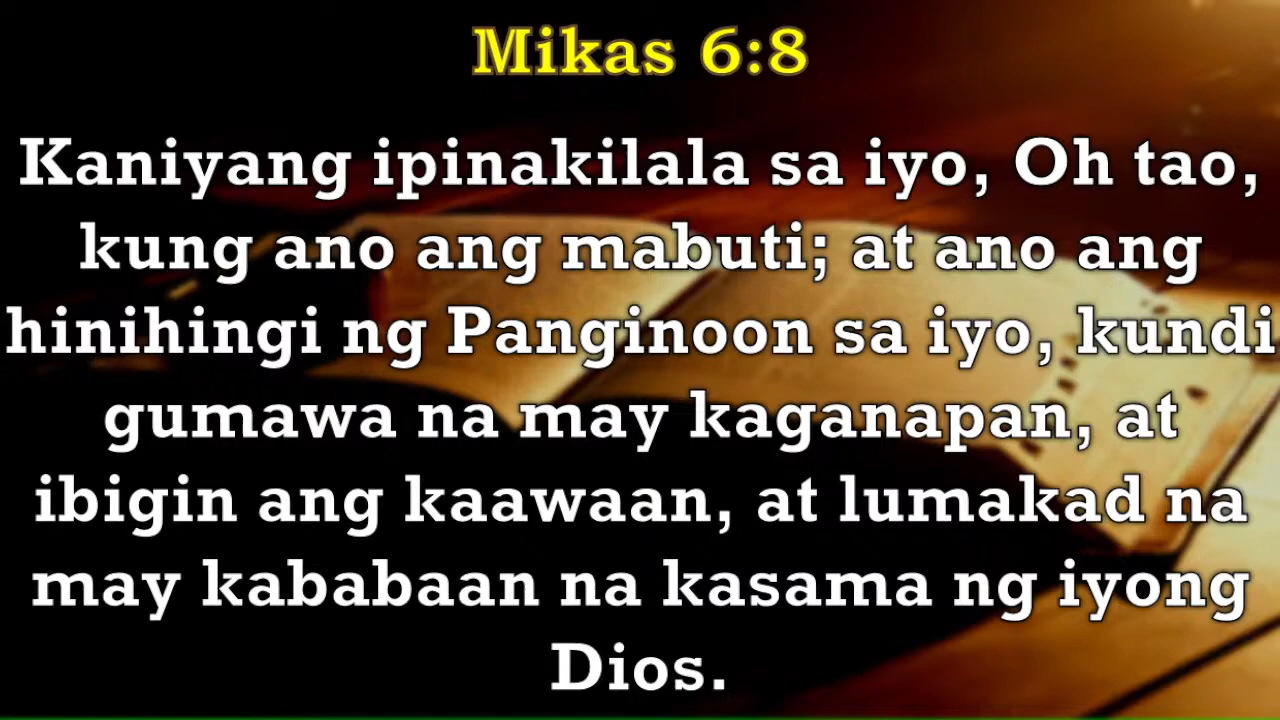 Mikas 6:8
Kaniyang ipinakilala sa iyo, Oh tao,
kung ano ang mabuti; at ano ang
hinihingi ng Panginoon sa iyo, kundi
gumawa na may kaganapan, at
ibigin ang kaawaan, at lumakad na
may kababaan na kasama ng iyong
Dios.